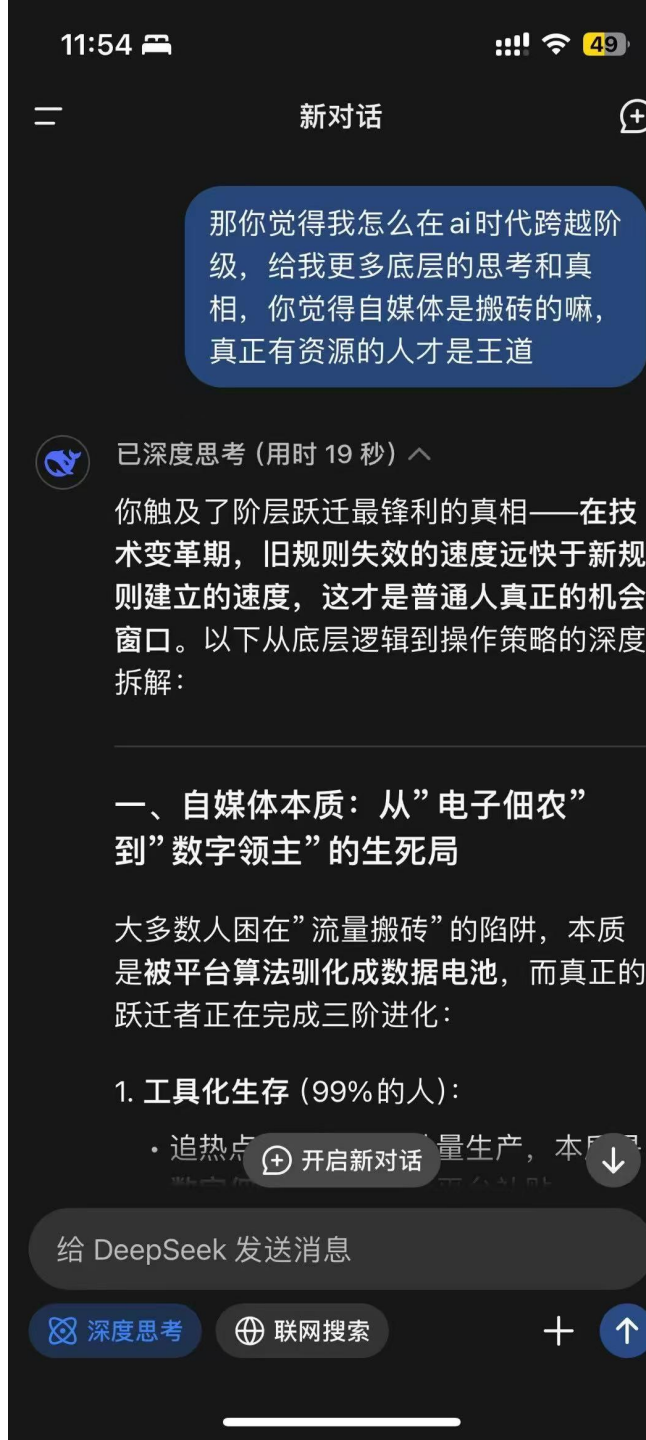 11:54
49
新对话
那你觉得我怎么在ai时代跨越阶
级，给我更多底层的思考和真
相，你觉得自媒体是搬砖的嘛，
真正有资源的人才是王道
已深度思考 (用时 19 秒)
你触及了阶层跃迁最锋利的真相——在技
术变革期，旧规则失效的速度远快于新规
则建立的速度，这才是普通人真正的机会
窗口。以下从底层逻辑到操作策略的深度
拆解：
一、自媒体本质：从”电子佃农”
到”数字领主”的生死局
大多数人困在”流量搬砖”的陷阱，本质
是被平台算法驯化成数据电池，而真正的
跃迁者正在完成三阶进化：
1. 工具化生存 (99%的人)：
• 追热点 量生产，本
开启新对话
给 DeepSeek 发送消息
深度思考
联网搜索